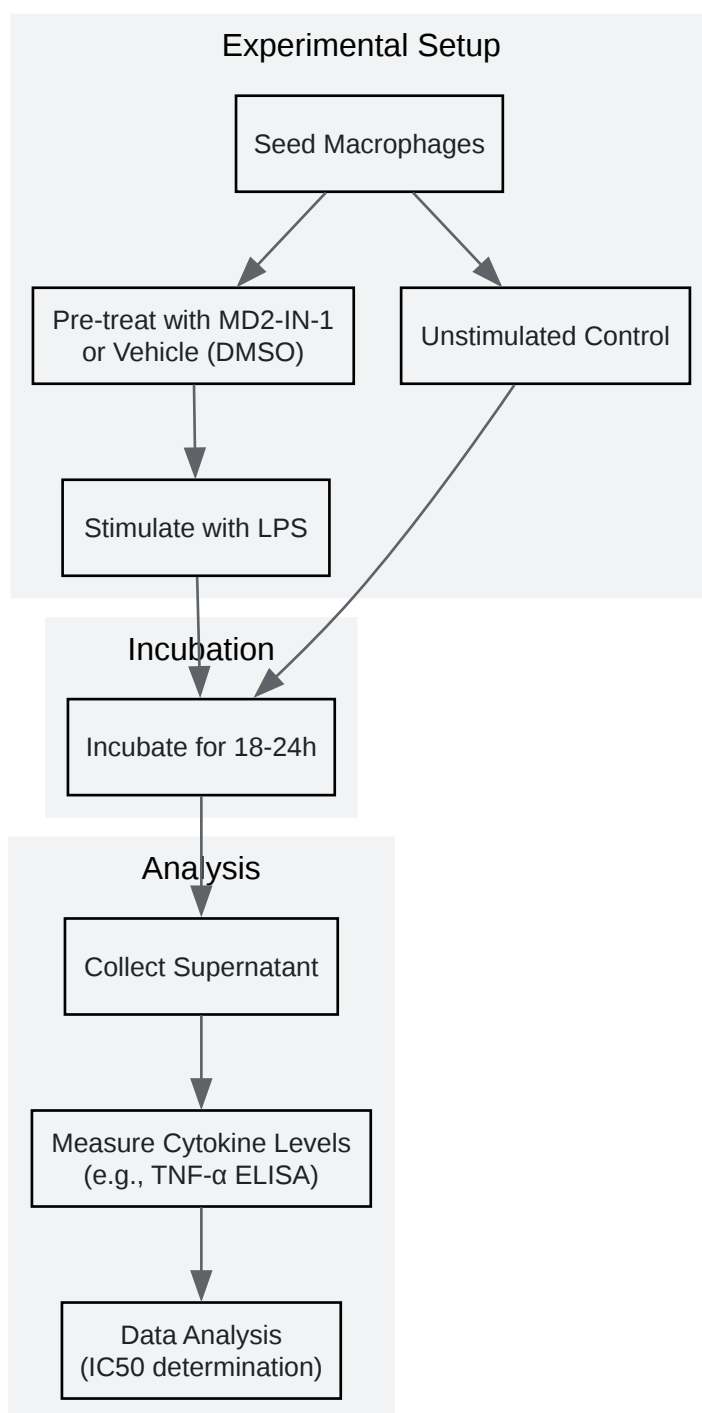 Experimental Setup
Seed Macrophages
Pre-treat with MD2-IN-1
or Vehicle (DMSO)
Unstimulated Control
Stimulate with LPS
Incubation
Incubate for 18-24h
Analysis
Collect Supernatant
Measure Cytokine Levels
(e.g., TNF-α ELISA)
Data Analysis
(IC50 determination)